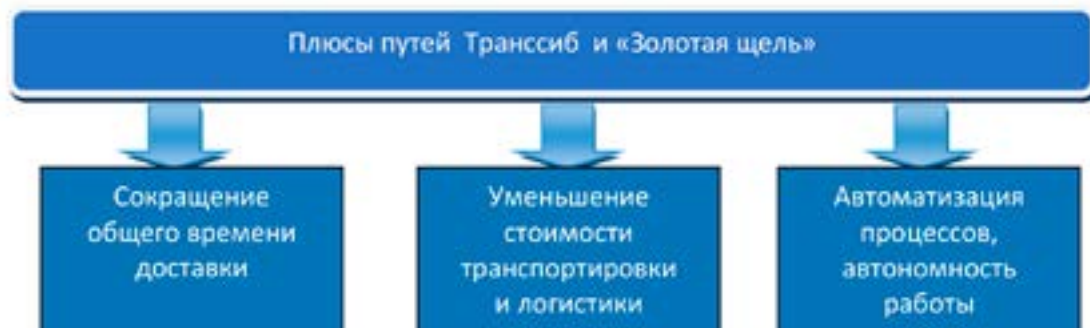 Плюсы путей Транссиб и «Золотая щель»
Сокращение
общего времени
доставки
Уменьшение
стоимости
транспортировки
и логистики
Автоматизация
процессов,
автономность
работы